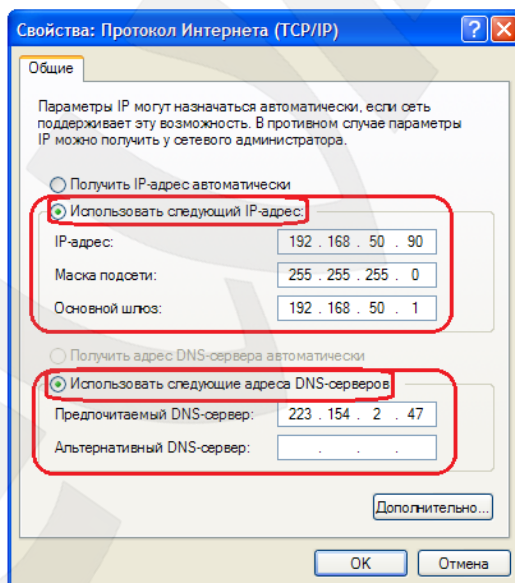 Свойства: Протокол Интернета (TCP/IP)
Общие
Параметры IP могут назначаться автоматически, если сеть
поддерживает эту возможность. В противном случае параметры
IP можно получить у сетевого администратора.
Получить IP-адрес автоматически
Использовать следующий IP-адрес:
IP-адрес: 192 . 168 . 50 . 90
Маска подсети: 255 . 255 . 255 . 0
Основной шлюз: 192 . 168 . 50 . 1
Получить адрес DNS-сервера автоматически
Использовать следующие адреса DNS-серверов
Предпочитаемый DNS-сервер: 223 . 154 . 2 . 47
Альтернативный DNS-сервер: . . .
Дополнительно...
OK Отмена